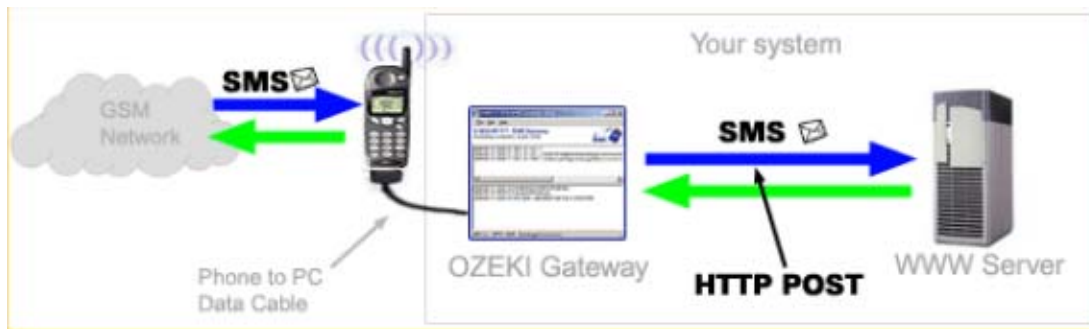 Your system
SMS
GSM
Network
SMS
OZEKI Gateway
WWW Server
Phone to PC
Data Cable
HTTP POST